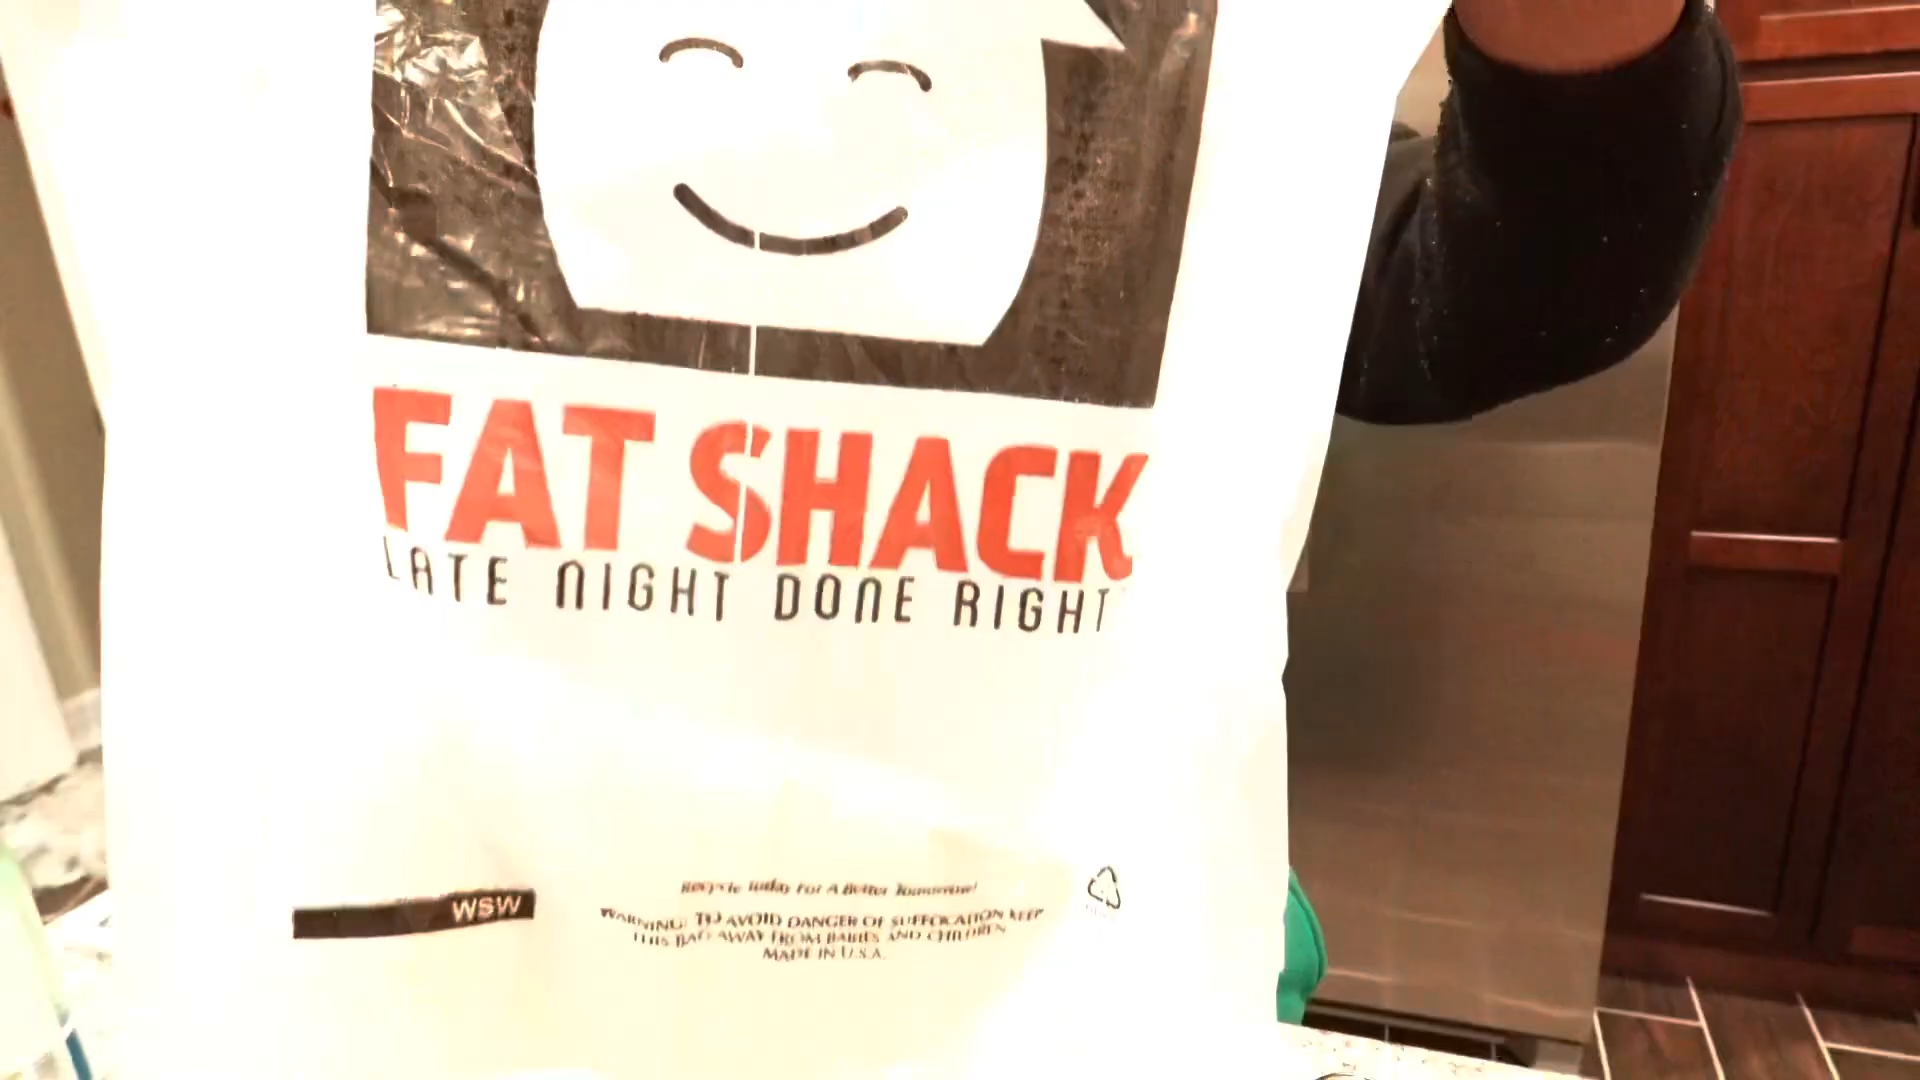 FAT SHACK
LATE NIGHT DONE RIGHT
WSW
Recycle Today For A Better Tomorrow!
WARNING: TO AVOID DANGER OF SUFFOCATION KEEP
THIS BAG AWAY FROM BABIES AND CHILDREN.
MADE IN U.S.A.